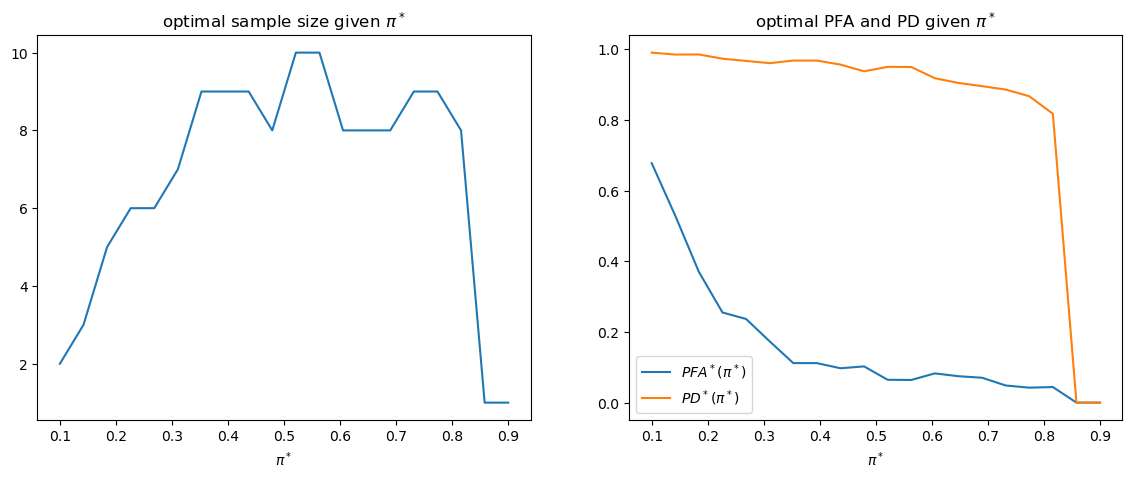 optimal sample size given π*
10
8
6
4
2
0.1 0.2 0.3 0.4 0.5 0.6 0.7 0.8 0.9
π*
optimal PFA and PD given π*
1.0
0.8
0.6
0.4
0.2
0.0
PFA*(π*)
PD*(π*)
0.1 0.2 0.3 0.4 0.5 0.6 0.7 0.8 0.9
π*